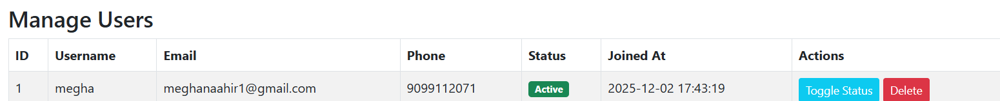 Manage Users
ID Username Email Phone Status Joined At Actions
1 megha meghanaahir1@gmail.com 9099112071 Active 2025-12-02 17:43:19 Toggle Status Delete